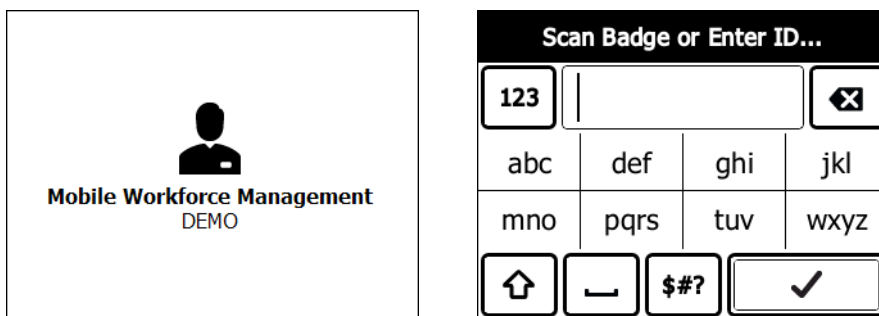 Mobile Workforce Management
DEMO
Scan Badge or Enter ID...
123
abc def ghi jkl
mno pqrs tuv wxyz
$#?